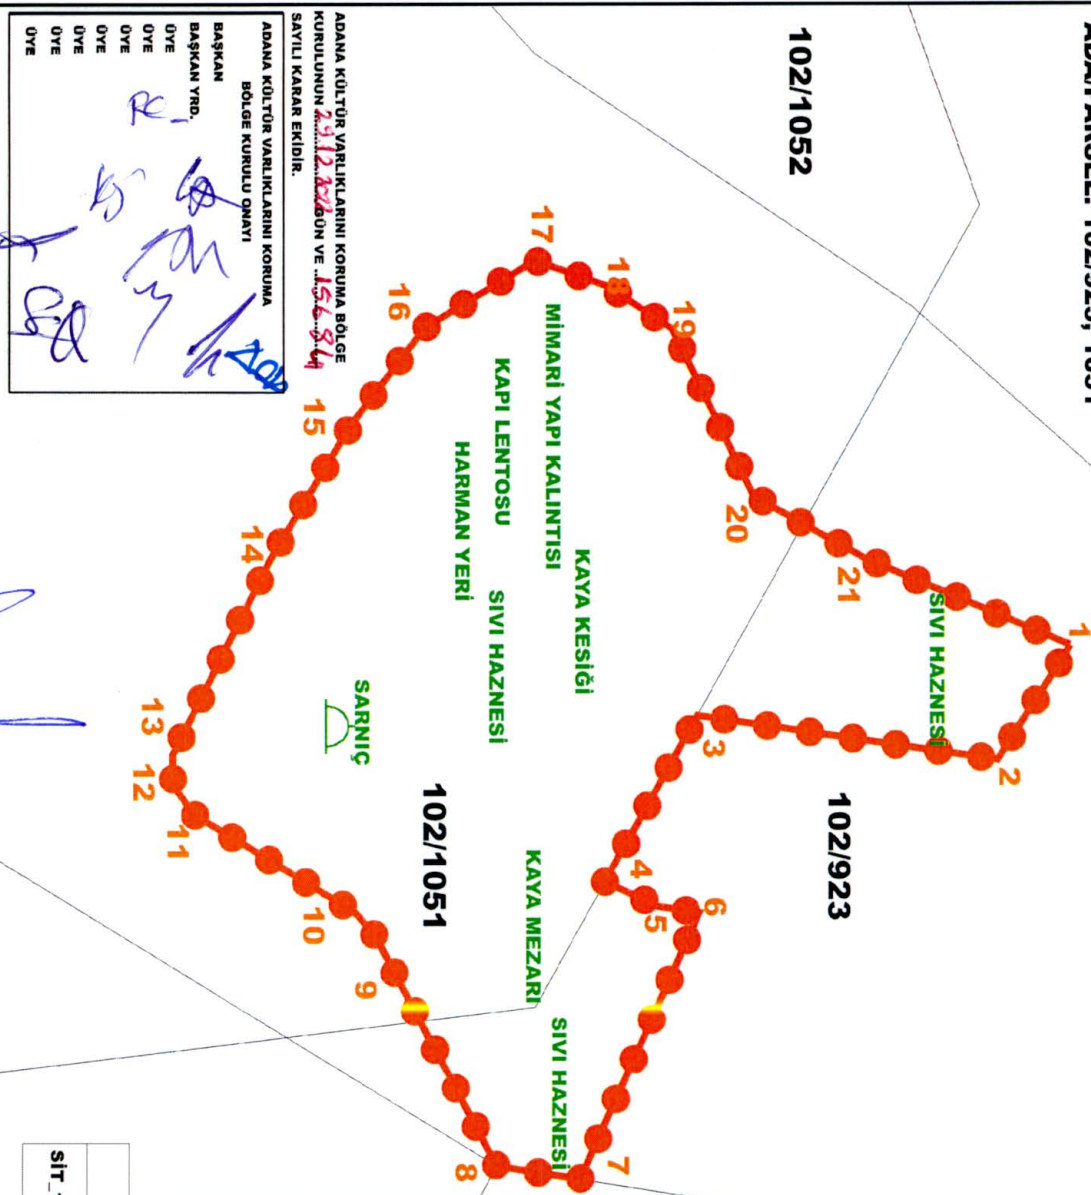 102/1052
102/923
102/1051
1
2
3
4
5
6
7
8
9
10
11
12
13
14
15
16
17
18
19
20
21
SIVI HAZNESİ
KAYA KESİĞİ
MİMARİ YAPI KALINTISI
KAPI LENTOSU
SIVI HAZNESİ
HARMAN YERİ
KAYA MEZARI
SIVI HAZNESİ
SARNIÇ
ADANA KÜLTÜR VARLIKLARINI KORUMA BÖLGE
KURULUNUN GÜN VE 15684
SAYILI KARAR EKİDİR.
ADANA KÜLTÜR VARLIKLARINI KORUMA
BÖLGE KURULU ONAYI
BAŞKAN
BAŞKAN YRD.
ÜYE
ÜYE
ÜYE
ÜYE
ÜYE
ÜYE
ÜYE
SİT_